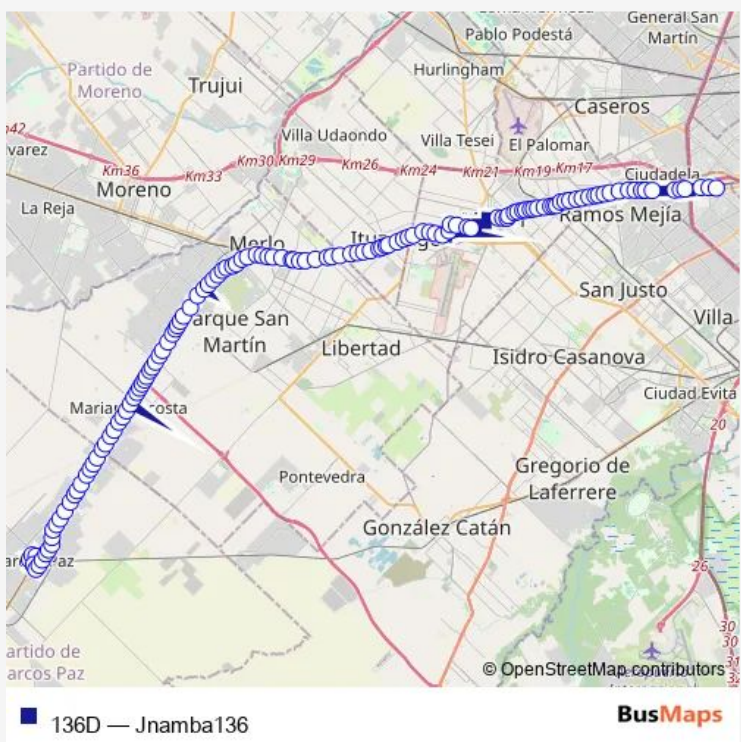 General San
Martín
Pablo Podestá
Partido de
Moreno
Trujui
Hurlingham
Caseros
Villa Udaondo
Villa Tesei
El Palomar
Km36
Km33
Km30
Km29
Km26
Km24
Km21
Km19
Km17
Ciudadela
Moreno
La Reja
Ramos Mejía
Merlo
San Justo
arque San
Martín
Villa
Libertad
Isidro Casanova
Ciudad Evita
20
Pontevedra
Gregorio de
Laferrere
González Catán
26
30
30
31
artido de
arcos Paz
© OpenStreetMap contributors
136D — Jnamba136
BusMaps